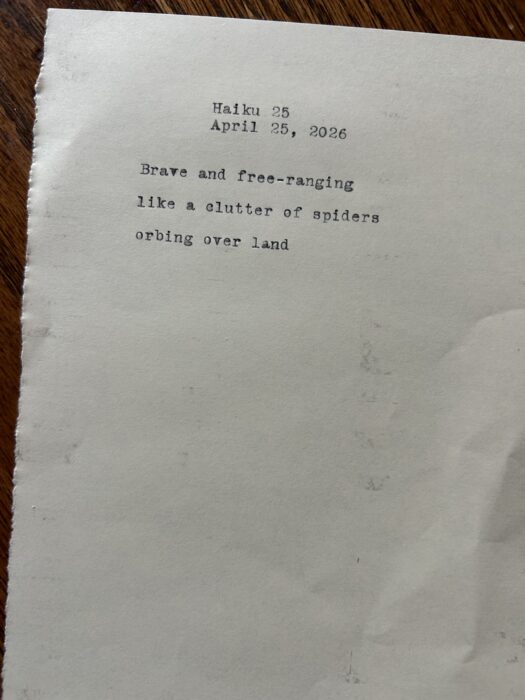 Haiku 25
April 25, 2026
Brave and free-ranging
like a clutter of spiders
orbing over land